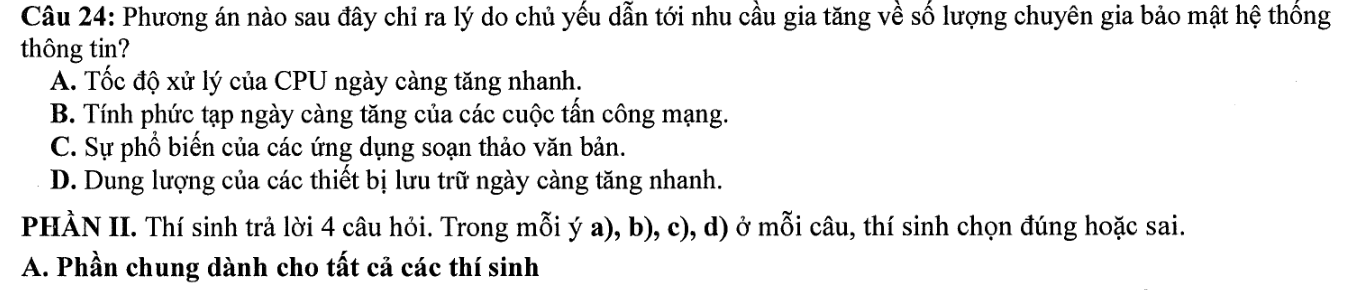 Câu 24: Phương án nào sau đây chỉ ra lý do chủ yếu dẫn tới nhu cầu gia tăng về số lượng chuyên gia bảo mật hệ thống
thông tin?
A. Tốc độ xử lý của CPU ngày càng tăng nhanh.
B. Tính phức tạp ngày càng tăng của các cuộc tấn công mạng.
C. Sự phổ biến của các ứng dụng soạn thảo văn bản.
D. Dung lượng của các thiết bị lưu trữ ngày càng tăng nhanh.
PHẦN II. Thí sinh trả lời 4 câu hỏi. Trong mỗi ý a), b), c), d) ở mỗi câu, thí sinh chọn đúng hoặc sai.
A. Phần chung dành cho tất cả các thí sinh